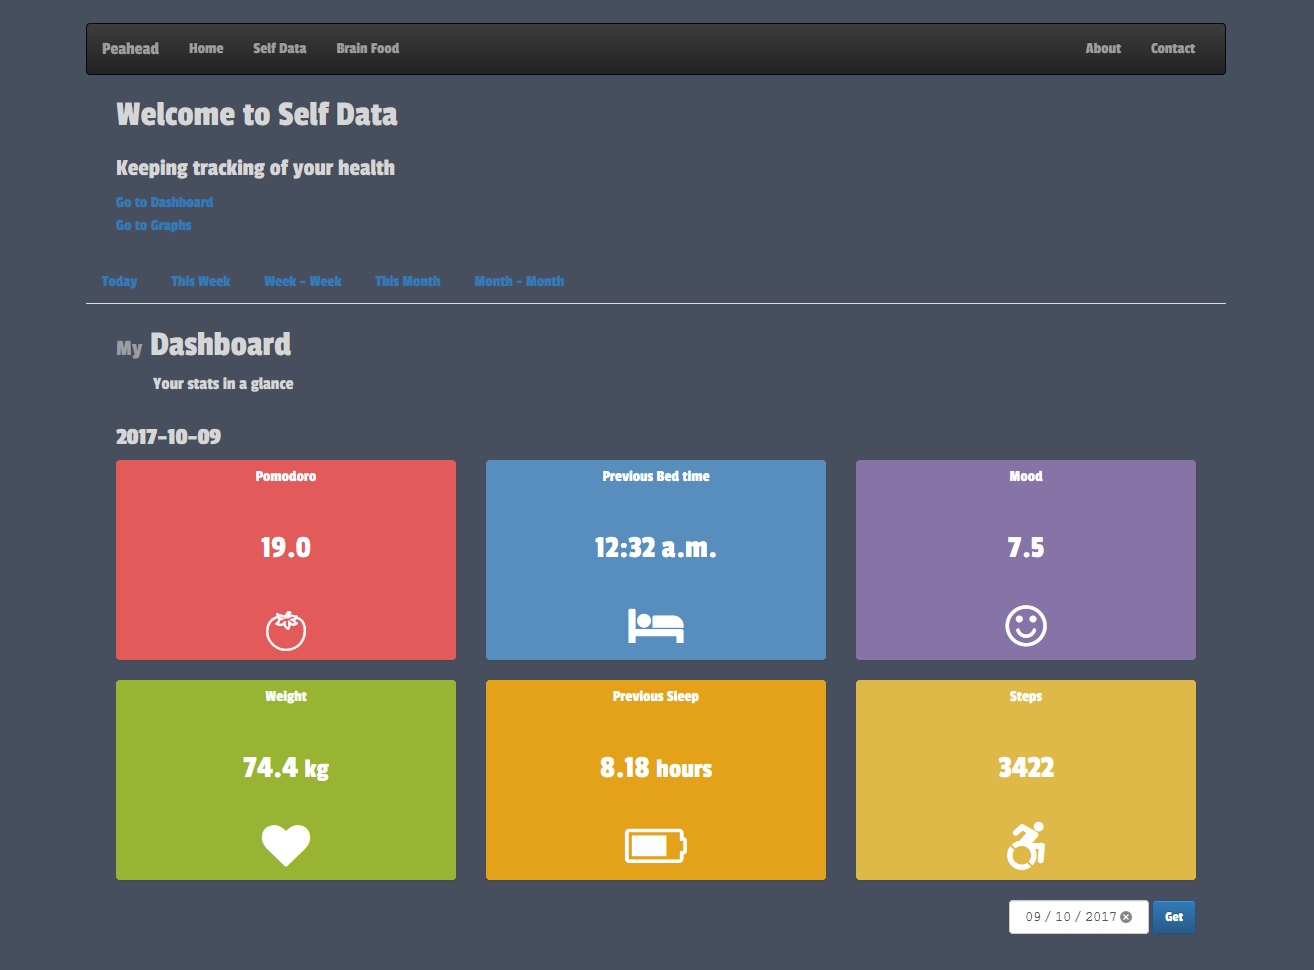 Peahead Home Self Data Brain Food About Contact
Welcome to Self Data
Keeping tracking of your health
Go to Dashboard
Go to Graphs
Today This Week Week - Week This Month Month - Month
My Dashboard
Your stats in a glance
2017-10-09
Pomodoro
19.0
Previous Bed time
12:32 a.m.
Mood
7.5
Weight
74.4 kg
Previous Sleep
8.18 hours
Steps
3422
09 / 10 / 2017 Get